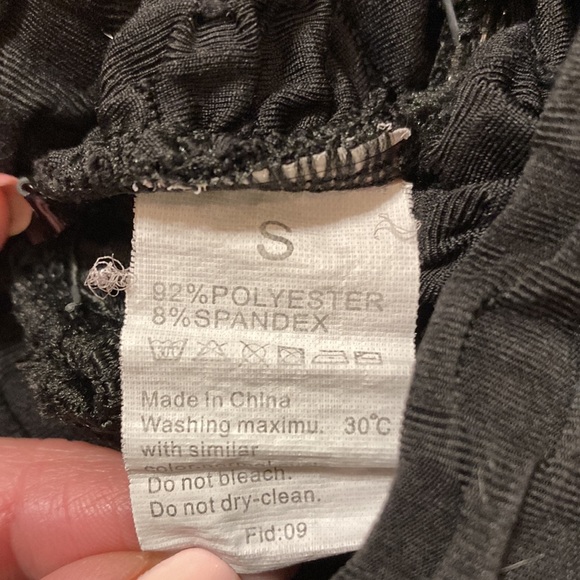 S
92%POLYESTER
8%SPANDEX
Made in China
Washing maximu. 30°C
with similar
Do not bleach.
Do not dry-clean.
Fid:09